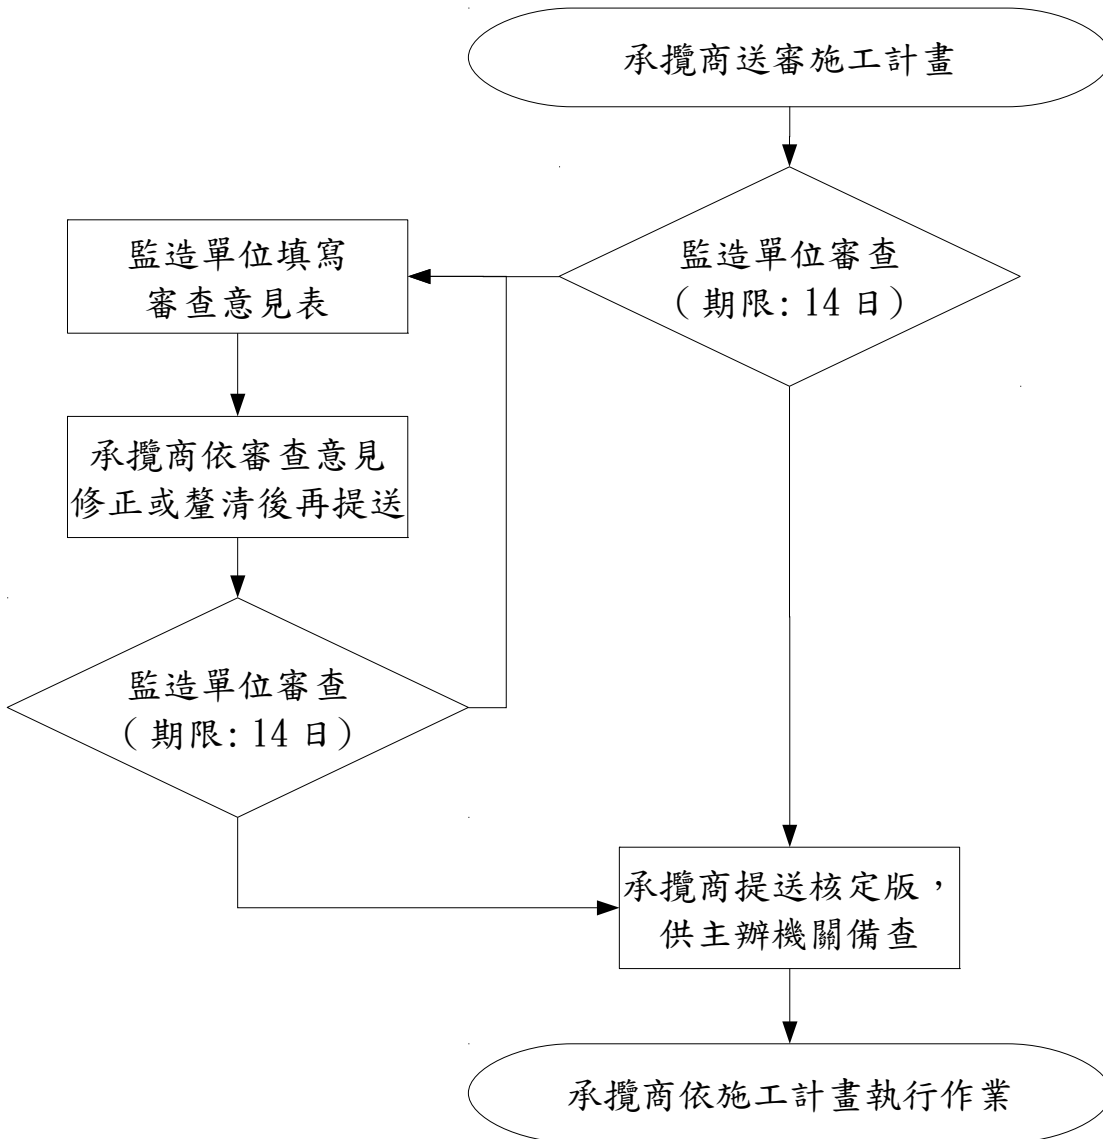 承攬商送審施工計畫
監造單位審查
(期限:14日)
監造單位填寫
審查意見表
承攬商依審查意見
修正或釐清後再提送
監造單位審查
(期限:14日)
承攬商提送核定版，
供主辦機關備查
承攬商依施工計畫執行作業